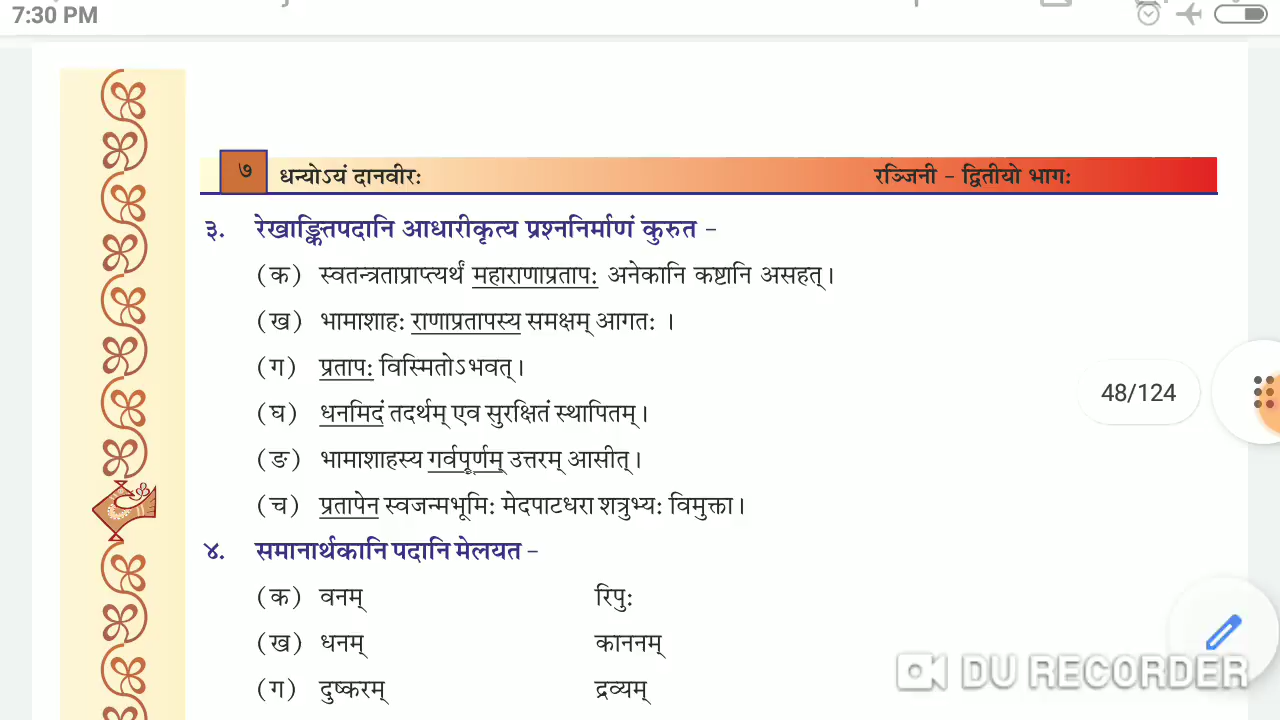 7:30 PM
७ धन्योऽयं दानवीरः रञ्जिनी - द्वितीयो भागः
३. रेखाङ्कितपदानि आधारीकृत्य प्रश्ननिर्माणं कुरुत -
(क) स्वतन्त्रताप्राप्त्यर्थं महाराणाप्रतापः अनेकानि कष्टानि असहत्।
(ख) भामाशाहः राणाप्रतापस्य समक्षम् आगतः ।
(ग) प्रतापः विस्मितोऽभवत्।
48/124
(घ) धनमिदं तदर्थम् एव सुरक्षितं स्थापितम्।
(ङ) भामाशाहस्य गर्वपूर्णम् उत्तरम् आसीत्।
(च) प्रतापेन स्वजन्मभूमिः मेदपाटधरा शत्रुभ्यः विमुक्ता।
४. समानार्थकानि पदानि मेलयत -
(क) वनम् रिपुः
(ख) धनम् काननम्
(ग) दुष्करम् द्रव्यम्
DU RECORDER